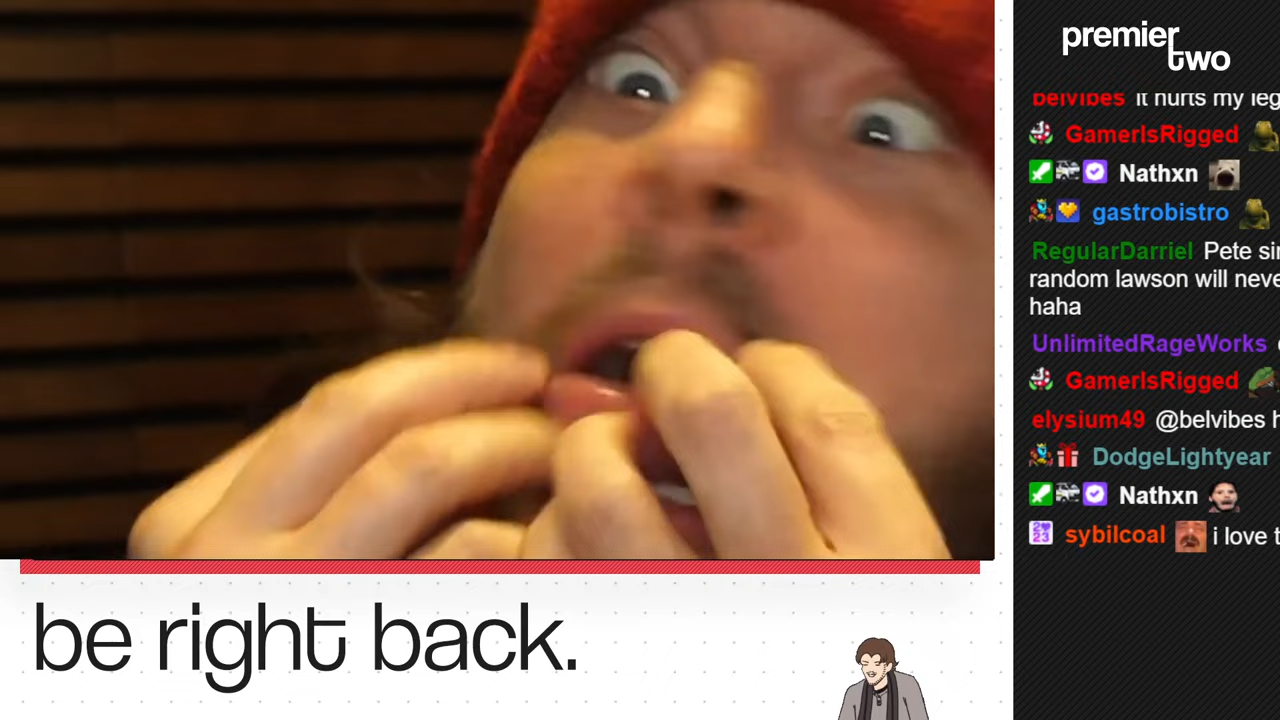 premier
two
belvibes it hurts my leg
GamerIsRigged
Nathxn
gastrobistro
RegularDarriel Pete
random lawson will neve
haha
UnlimitedRageWorks
GamerIsRigged
elysium49 @belvibes
DodgeLightyear
Nathxn
sybilcoal i love
be right back.